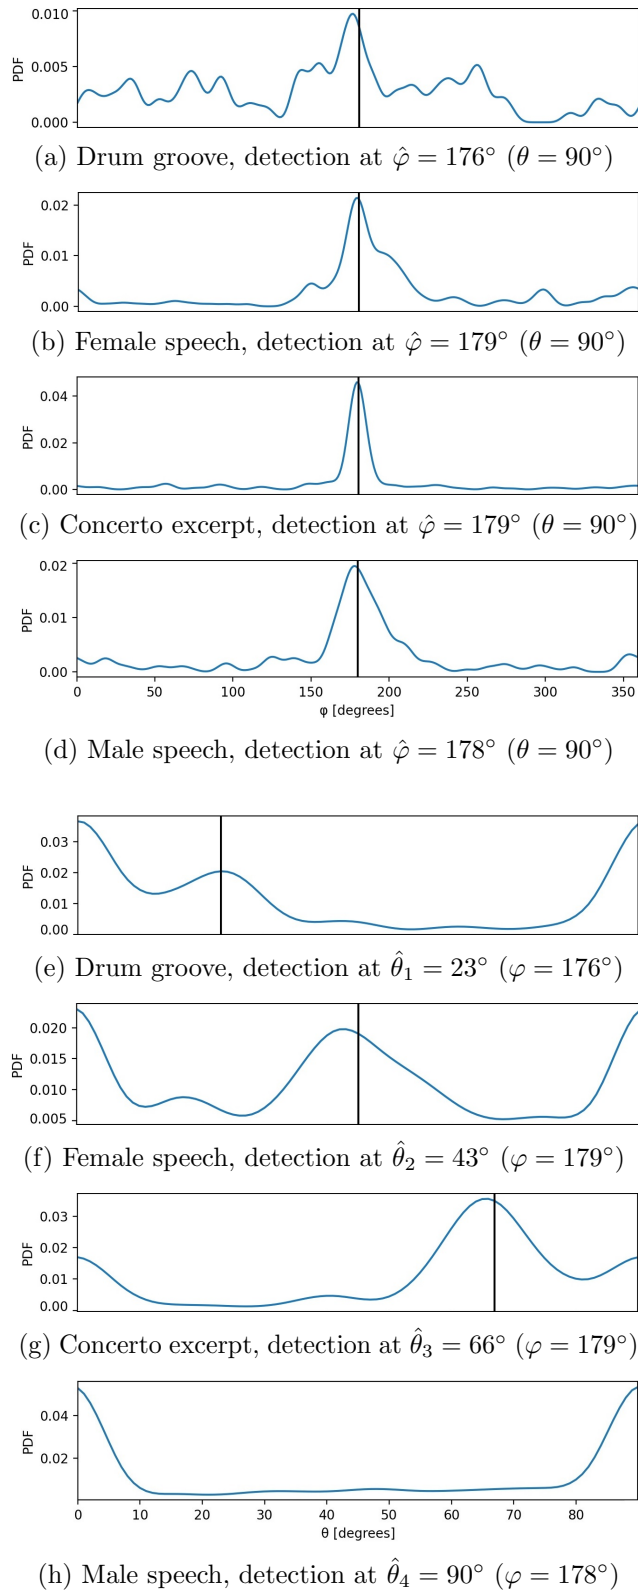 0.010
0.005
0.000
PDF
(a) Drum groove, detection at φ̂ = 176° (θ = 90°)
0.02
0.01
0.00
PDF
(b) Female speech, detection at φ̂ = 179° (θ = 90°)
0.04
0.02
0.00
PDF
(c) Concerto excerpt, detection at φ̂ = 179° (θ = 90°)
0.02
0.01
0.00
PDF
0 50 100 150 200 250 300 350
φ [degrees]
(d) Male speech, detection at φ̂ = 178° (θ = 90°)
0.03
0.02
0.01
0.00
PDF
(e) Drum groove, detection at θ̂₁ = 23° (φ = 176°)
0.020
0.015
0.010
0.005
PDF
(f) Female speech, detection at θ̂₂ = 43° (φ = 179°)
0.03
0.02
0.01
0.00
PDF
(g) Concerto excerpt, detection at θ̂₃ = 66° (φ = 179°)
0.04
0.02
PDF
0 10 20 30 40 50 60 70 80
θ [degrees]
(h) Male speech, detection at θ̂₄ = 90° (φ = 178°)